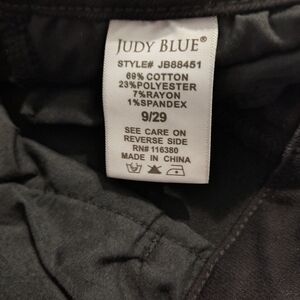 JUDY BLUE®
STYLE# JB88451
69% COTTON
23%POLYESTER
7%RAYON
1%SPANDEX
9/29
SEE CARE ON
REVERSE SIDE
RN# 116380
MADE IN CHINA